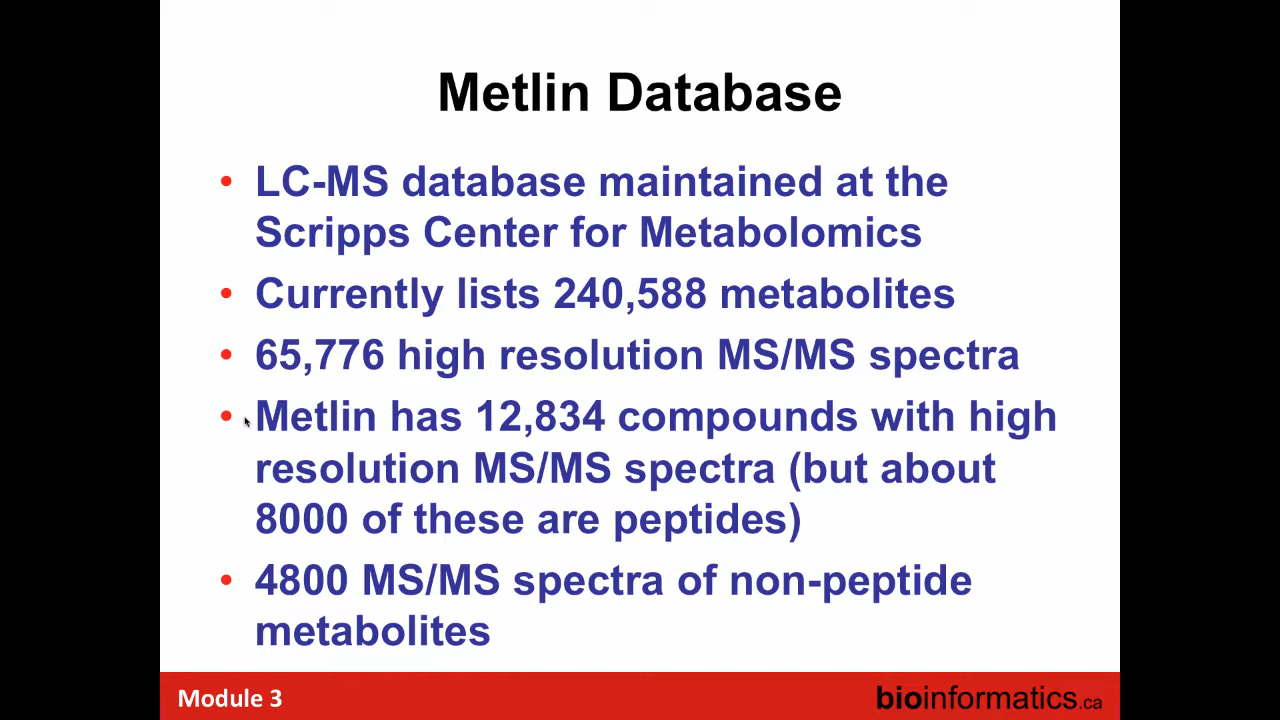 Metlin Database
• LC-MS database maintained at the
Scripps Center for Metabolomics
• Currently lists 240,588 metabolites
• 65,776 high resolution MS/MS spectra
• Metlin has 12,834 compounds with high
resolution MS/MS spectra (but about
8000 of these are peptides)
• 4800 MS/MS spectra of non-peptide
metabolites
Module 3
bioinformatics.ca